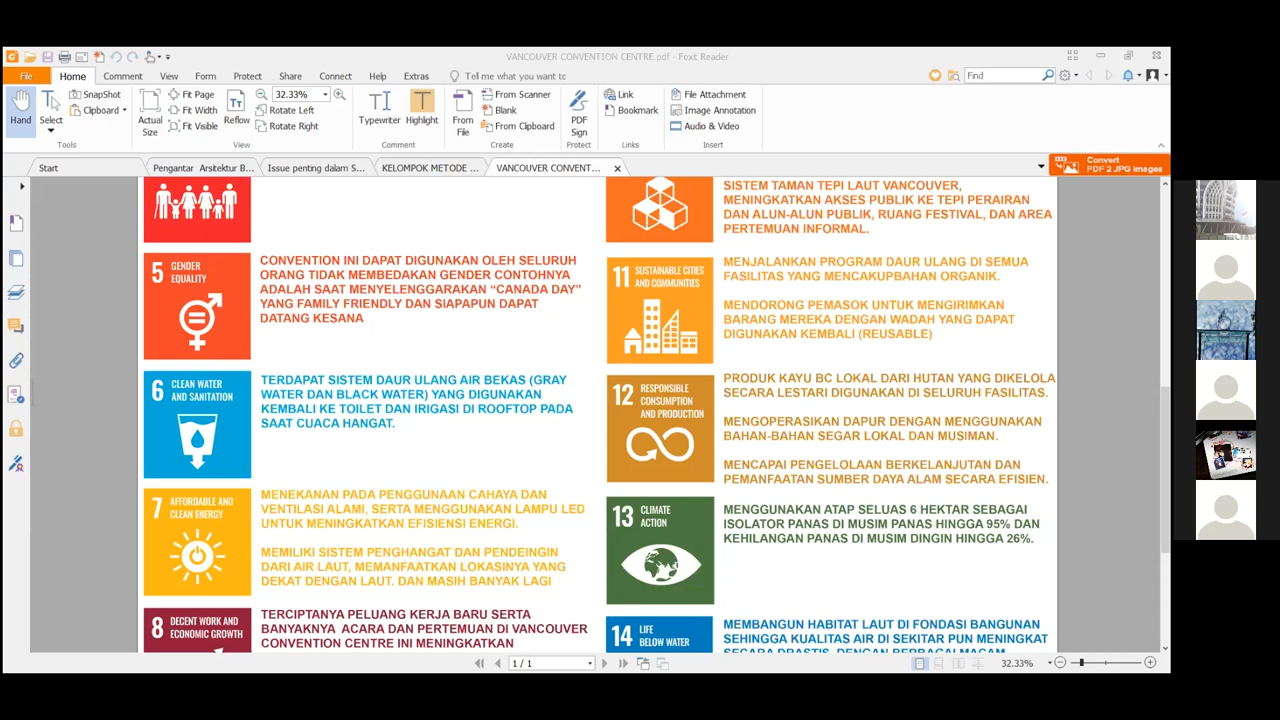 VANCOUVER CONVENTION CENTRE.pdf - Foxit Reader
File Home Comment View Form Protect Share Connect Help Extras Tell me what you want to Find
Hand
Select
SnapShot
Clipboard
Tools
Actual Size
Fit Page
Fit Width
Fit Visible
Reflow
32.33%
Rotate Left
Rotate Right
View
Typewriter
Highlight
Comment
From File
From Scanner
Blank
From Clipboard
Create
PDF Sign
Protect
Link
Bookmark
Links
File Attachment
Image Annotation
Audio & Video
Insert
Start
Pengantar Arsitektur B...
Issue penting dalam S...
KELOMPOK METODE ...
VANCOUVER CONVENT...
Convert
PDF 2 JPG Images
5 GENDER
EQUALITY
CONVENTION INI DAPAT DIGUNAKAN OLEH SELURUH
ORANG TIDAK MEMBEDAKAN GENDER CONTOHNYA
ADALAH SAAT MENYELENGGARAKAN “CANADA DAY”
YANG FAMILY FRIENDLY DAN SIAPAPUN DAPAT
DATANG KESANA
6 CLEAN WATER
AND SANITATION
TERDAPAT SISTEM DAUR ULANG AIR BEKAS (GRAY
WATER DAN BLACK WATER) YANG DIGUNAKAN
KEMBALI KE TOILET DAN IRIGASI DI ROOFTOP PADA
SAAT CUACA HANGAT.
7 AFFORDABLE AND
CLEAN ENERGY
MENEKANAN PADA PENGGUNAAN CAHAYA DAN
VENTILASI ALAMI, SERTA MENGGUNAKAN LAMPU LED
UNTUK MENINGKATKAN EFISIENSI ENERGI.
MEMILIKI SISTEM PENGHANGAT DAN PENDEINGIN
DARI AIR LAUT, MEMANFAATKAN LOKASINYA YANG
DEKAT DENGAN LAUT. DAN MASIH BANYAK LAGI
8 DECENT WORK AND
ECONOMIC GROWTH
TERCIPTANYA PELUANG KERJA BARU SERTA
BANYAKNYA ACARA DAN PERTEMUAN DI VANCOUVER
CONVENTION CENTRE INI MENINGKATKAN
SISTEM TAMAN TEPI LAUT VANCOUVER,
MENINGKATKAN AKSES PUBLIK KE TEPI PERAIRAN
DAN ALUN-ALUN PUBLIK, RUANG FESTIVAL, DAN AREA
PERTEMUAN INFORMAL.
11 SUSTAINABLE CITIES
AND COMMUNITIES
MENJALANKAN PROGRAM DAUR ULANG DI SEMUA
FASILITAS YANG MENCAKUPBAHAN ORGANIK.
MENDORONG PEMASOK UNTUK MENGIRIMKAN
BARANG MEREKA DENGAN WADAH YANG DAPAT
DIGUNAKAN KEMBALI (REUSABLE)
12 RESPONSIBLE
CONSUMPTION
AND PRODUCTION
PRODUK KAYU BC LOKAL DARI HUTAN YANG DIKELOLA
SECARA LESTARI DIGUNAKAN DI SELURUH FASILITAS.
MENGOPERASIKAN DAPUR DENGAN MENGGUNAKAN
BAHAN-BAHAN SEGAR LOKAL DAN MUSIMAN.
MENCAPAI PENGELOLAAN BERKELANJUTAN DAN
PEMANFAATAN SUMBER DAYA ALAM SECARA EFISIEN.
13 CLIMATE
ACTION
MENGGUNAKAN ATAP SELUAS 6 HEKTAR SEBAGAI
ISOLATOR PANAS DI MUSIM PANAS HINGGA 95% DAN
KEHILANGAN PANAS DI MUSIM DINGIN HINGGA 26%.
14 LIFE
BELOW WATER
MEMBANGUN HABITAT LAUT DI FONDASI BANGUNAN
SEHINGGA KUALITAS AIR DI SEKITAR PUN MENINGKAT
SECARA DRASTIS, DENGAN BERBAGAI MACAM
1 / 1
32.33%